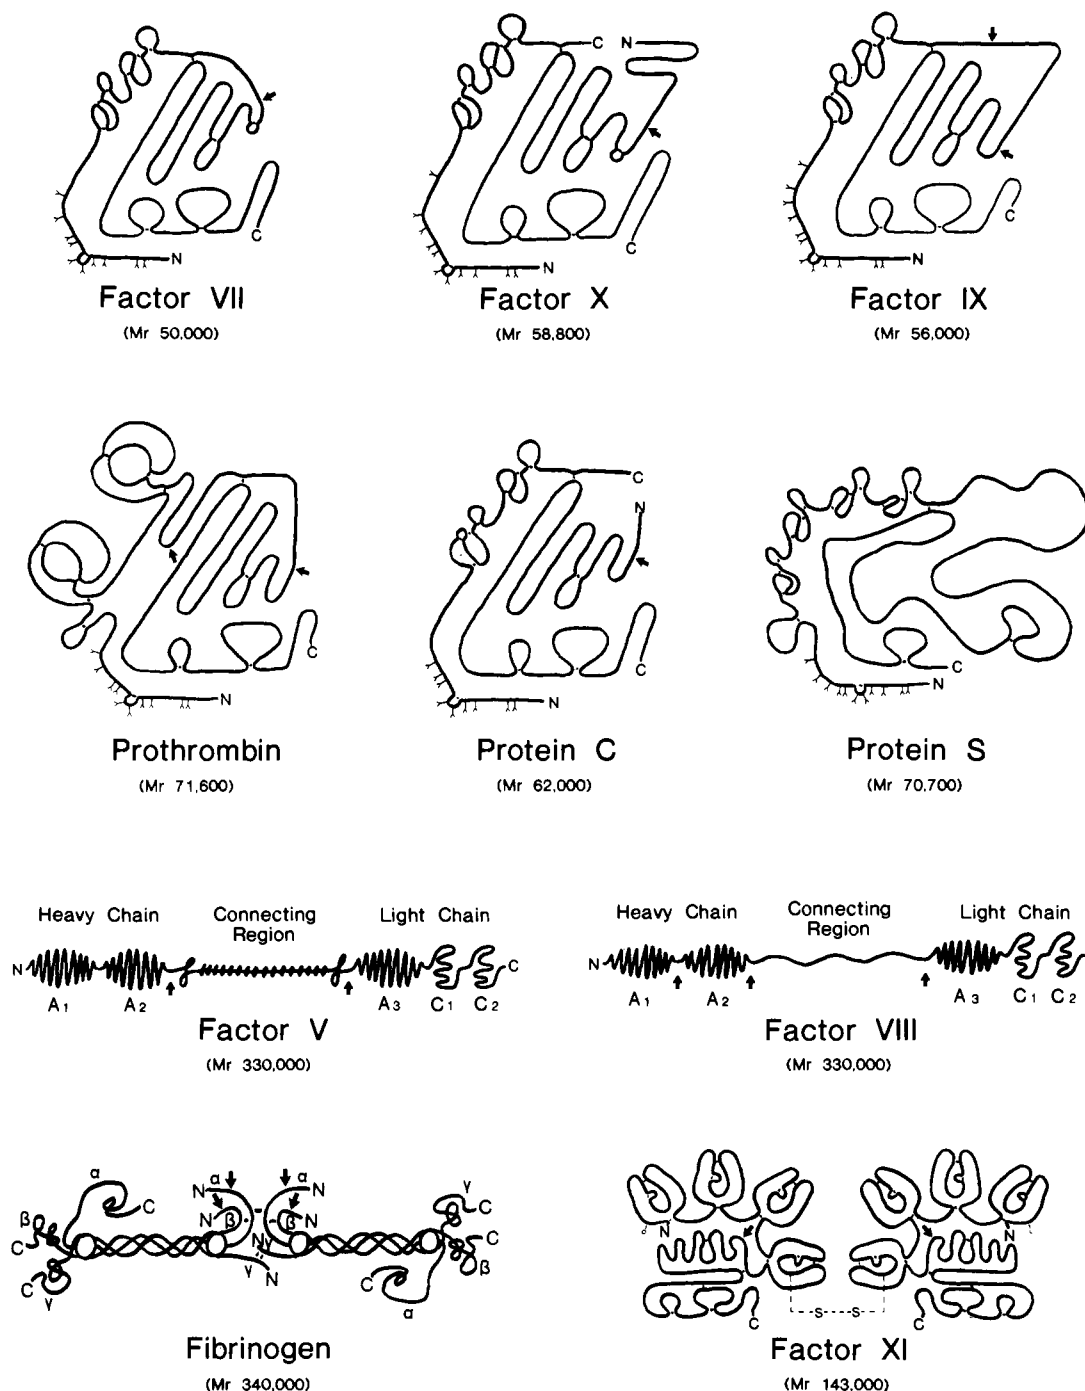 N
C
Factor VII
(Mr 50,000)
C
N
N
C
Factor X
(Mr 58,800)
N
C
Factor IX
(Mr 56,000)
N
C
Prothrombin
(Mr 71,600)
C
N
N
C
Protein C
(Mr 62,000)
C
N
Protein S
(Mr 70,700)
Heavy Chain
Connecting
Region
Light Chain
N
C
A1
A2
A3
C1
C2
Factor V
(Mr 330,000)
Heavy Chain
Connecting
Region
Light Chain
N
A1
A2
A3
C1
C2
Factor VIII
(Mr 330,000)
α
α
α
N
N
N
N
β
β
N
N
γ
γ
C
β
C
C
γ
γ
C
C
β
C
α
Fibrinogen
(Mr 340,000)
N
N
S
S
C
C
Factor XI
(Mr 143,000)